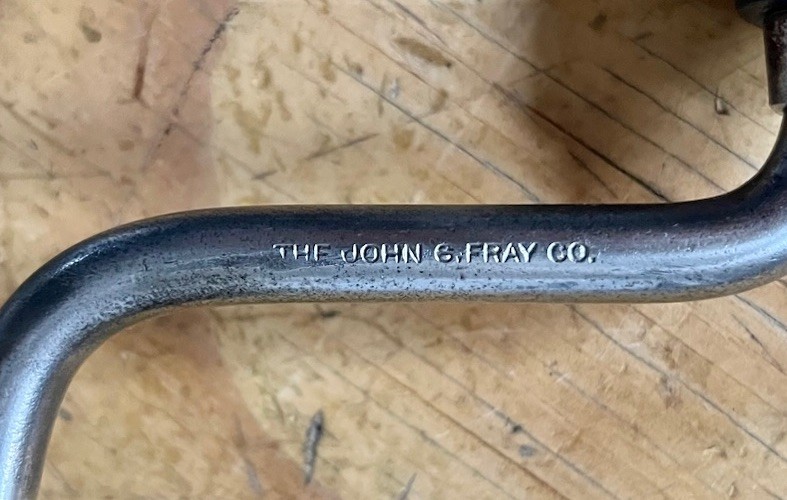 THE JOHN S. FRAY CO.